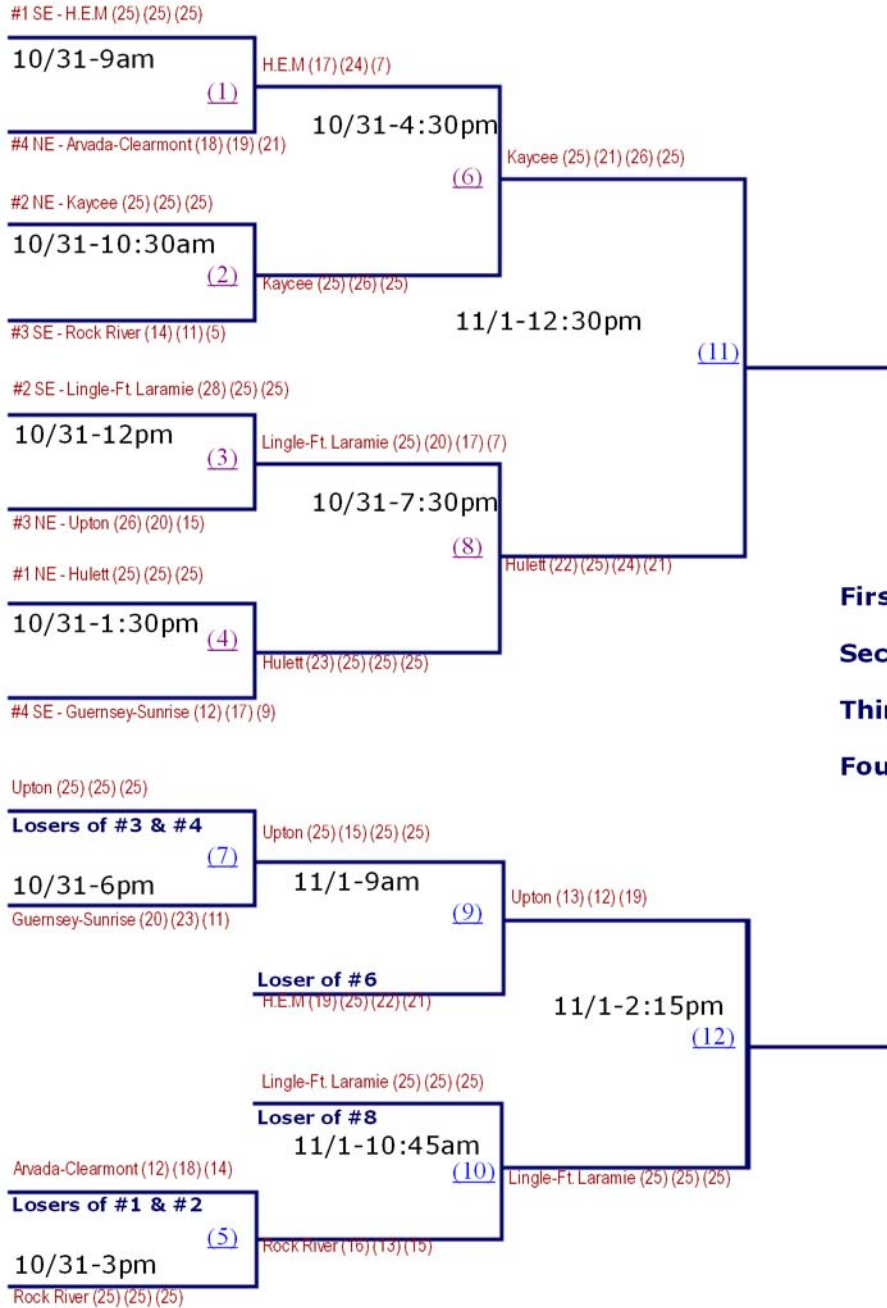 #1 SE - H.E.M (25) (25) (25)
10/31-9am
(1)
#4 NE - Arvada-Clearmont (18) (19) (21)
H.E.M (17) (24) (7)
10/31-4:30pm
(6)
#2 NE - Kaycee (25) (25) (25)
10/31-10:30am
(2)
#3 SE - Rock River (14) (11) (5)
Kaycee (25) (26) (25)
Kaycee (25) (21) (26) (25)
11/1-12:30pm
(11)
#2 SE - Lingle-Ft. Laramie (28) (25) (25)
10/31-12pm
(3)
#3 NE - Upton (26) (20) (15)
Lingle-Ft. Laramie (25) (20) (17) (7)
10/31-7:30pm
(8)
#1 NE - Hulett (25) (25) (25)
10/31-1:30pm
(4)
#4 SE - Guernsey-Sunrise (12) (17) (9)
Hulett (23) (25) (25) (25)
Hulett (22) (25) (24) (21)
Firs
Sec
Thi
Fou
Upton (25) (25) (25)
Losers of #3 & #4
(7)
10/31-6pm
Guernsey-Sunrise (20) (23) (11)
Upton (25) (15) (25) (25)
11/1-9am
(9)
Loser of #6
H.E.M (19) (25) (22) (21)
Upton (13) (12) (19)
11/1-2:15pm
(12)
Lingle-Ft. Laramie (25) (25) (25)
Loser of #8
11/1-10:45am
(10)
Lingle-Ft. Laramie (25) (25) (25)
Arvada-Clearmont (12) (18) (14)
Losers of #1 & #2
(5)
10/31-3pm
Rock River (25) (25) (25)
Rock River (16) (13) (15)